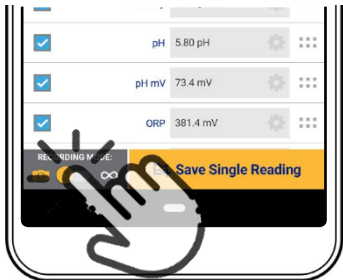 pH 5.80 pH
pH mV 73.4 mV
ORP 381.4 mV
RECORDING MODE:
Save Single Reading